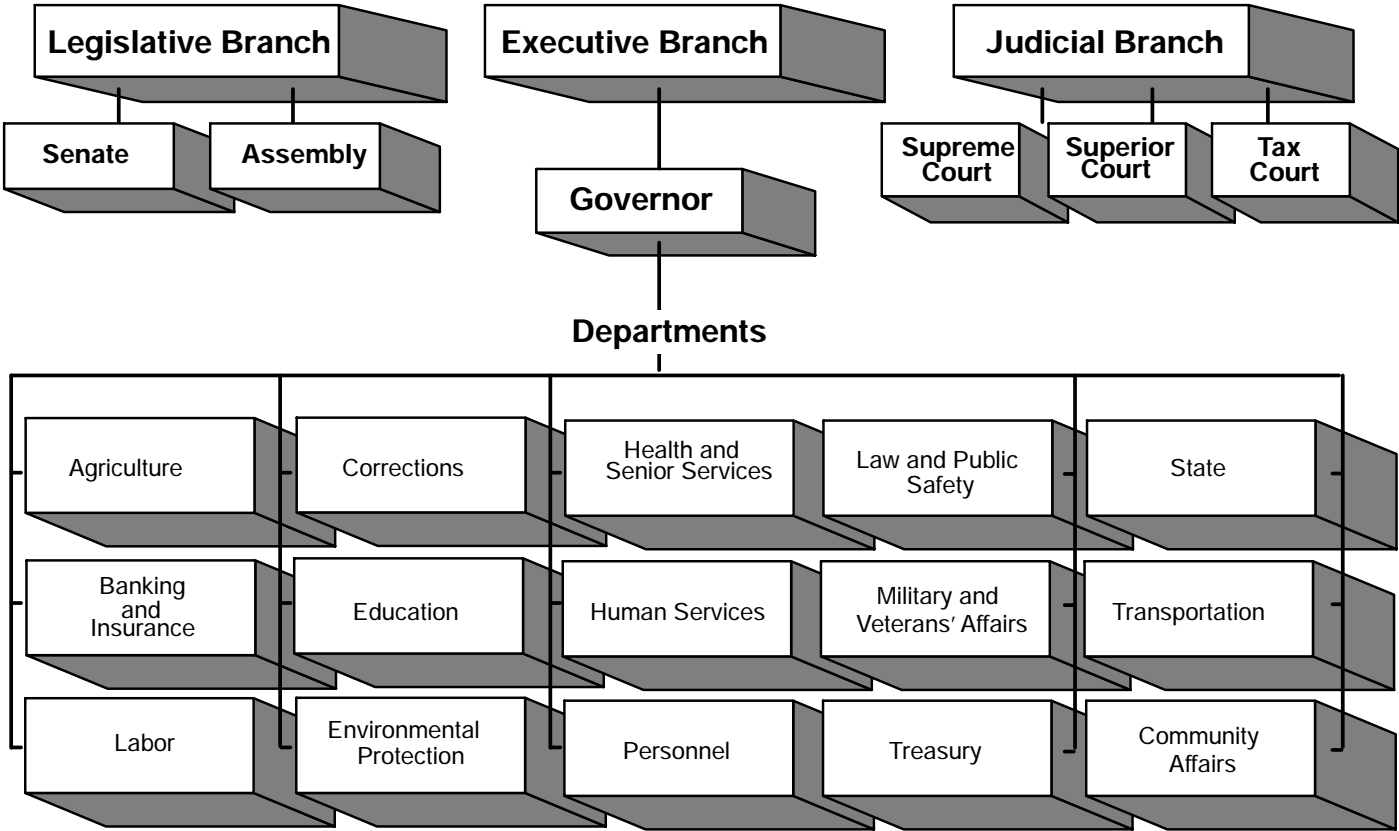 Legislative Branch
Executive Branch
Judicial Branch
Senate
Assembly
Supreme
Court
Superior
Court
Tax
Court
Governor
Departments
Agriculture
Corrections
Health and
Senior Services
Law and Public
Safety
State
Banking
and
Insurance
Education
Human Services
Military and
Veterans’ Affairs
Transportation
Labor
Environmental
Protection
Personnel
Treasury
Community
Affairs